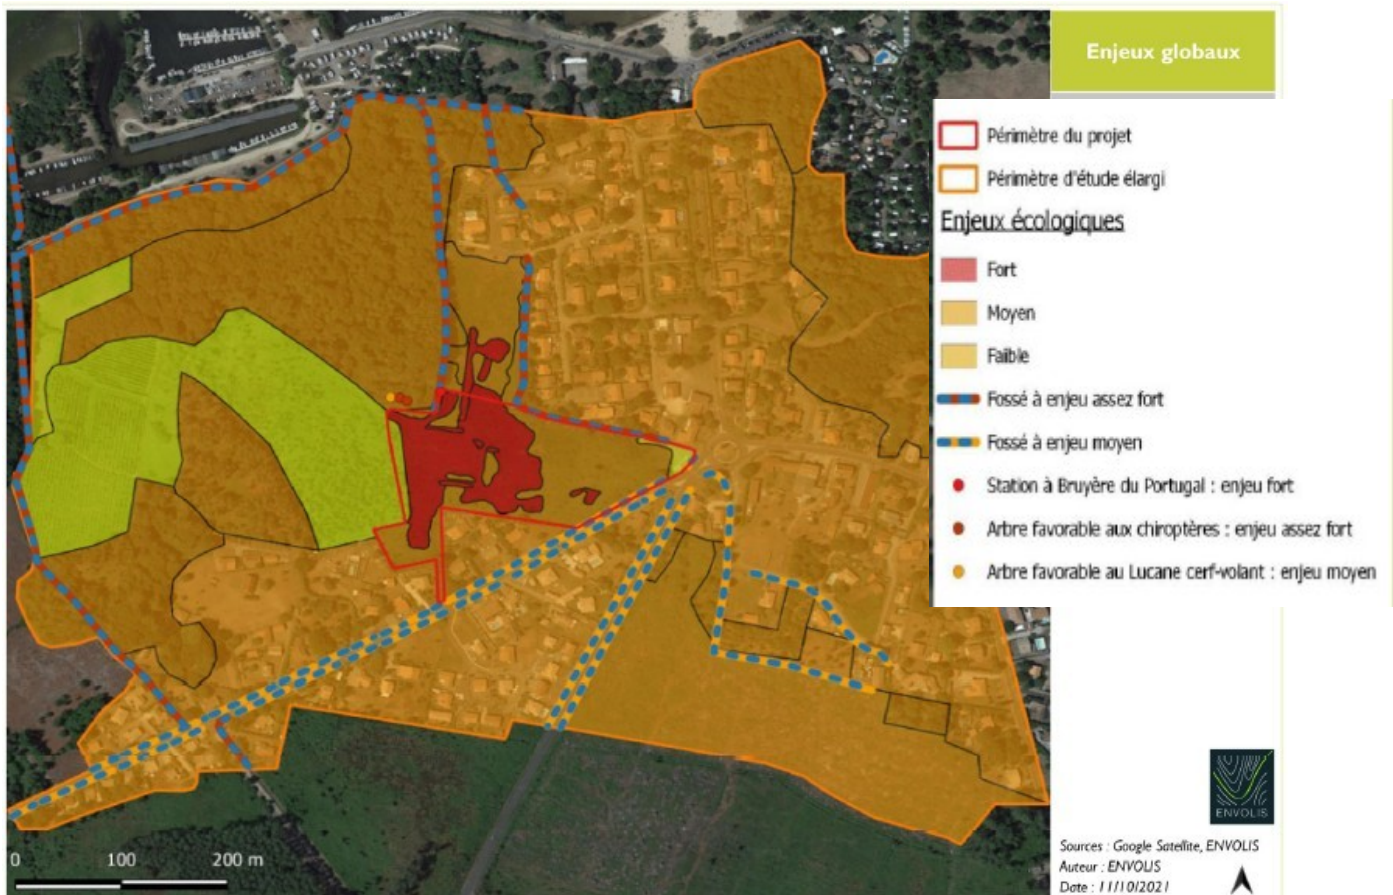 Enjeux globaux
Périmètre du projet
Périmètre d'étude élargi
Enjeux écologiques
Fort
Moyen
Faible
Fossé à enjeu assez fort
Fossé à enjeu moyen
Station à Bruyère du Portugal : enjeu fort
Arbre favorable aux chiroptères : enjeu assez fort
Arbre favorable au Lucane cerf-volant : enjeu moyen
ENVOLIS
Sources : Google Satellite, ENVOLIS
Auteur : ENVOLIS
Date : 11/10/2021
0 100 200 m